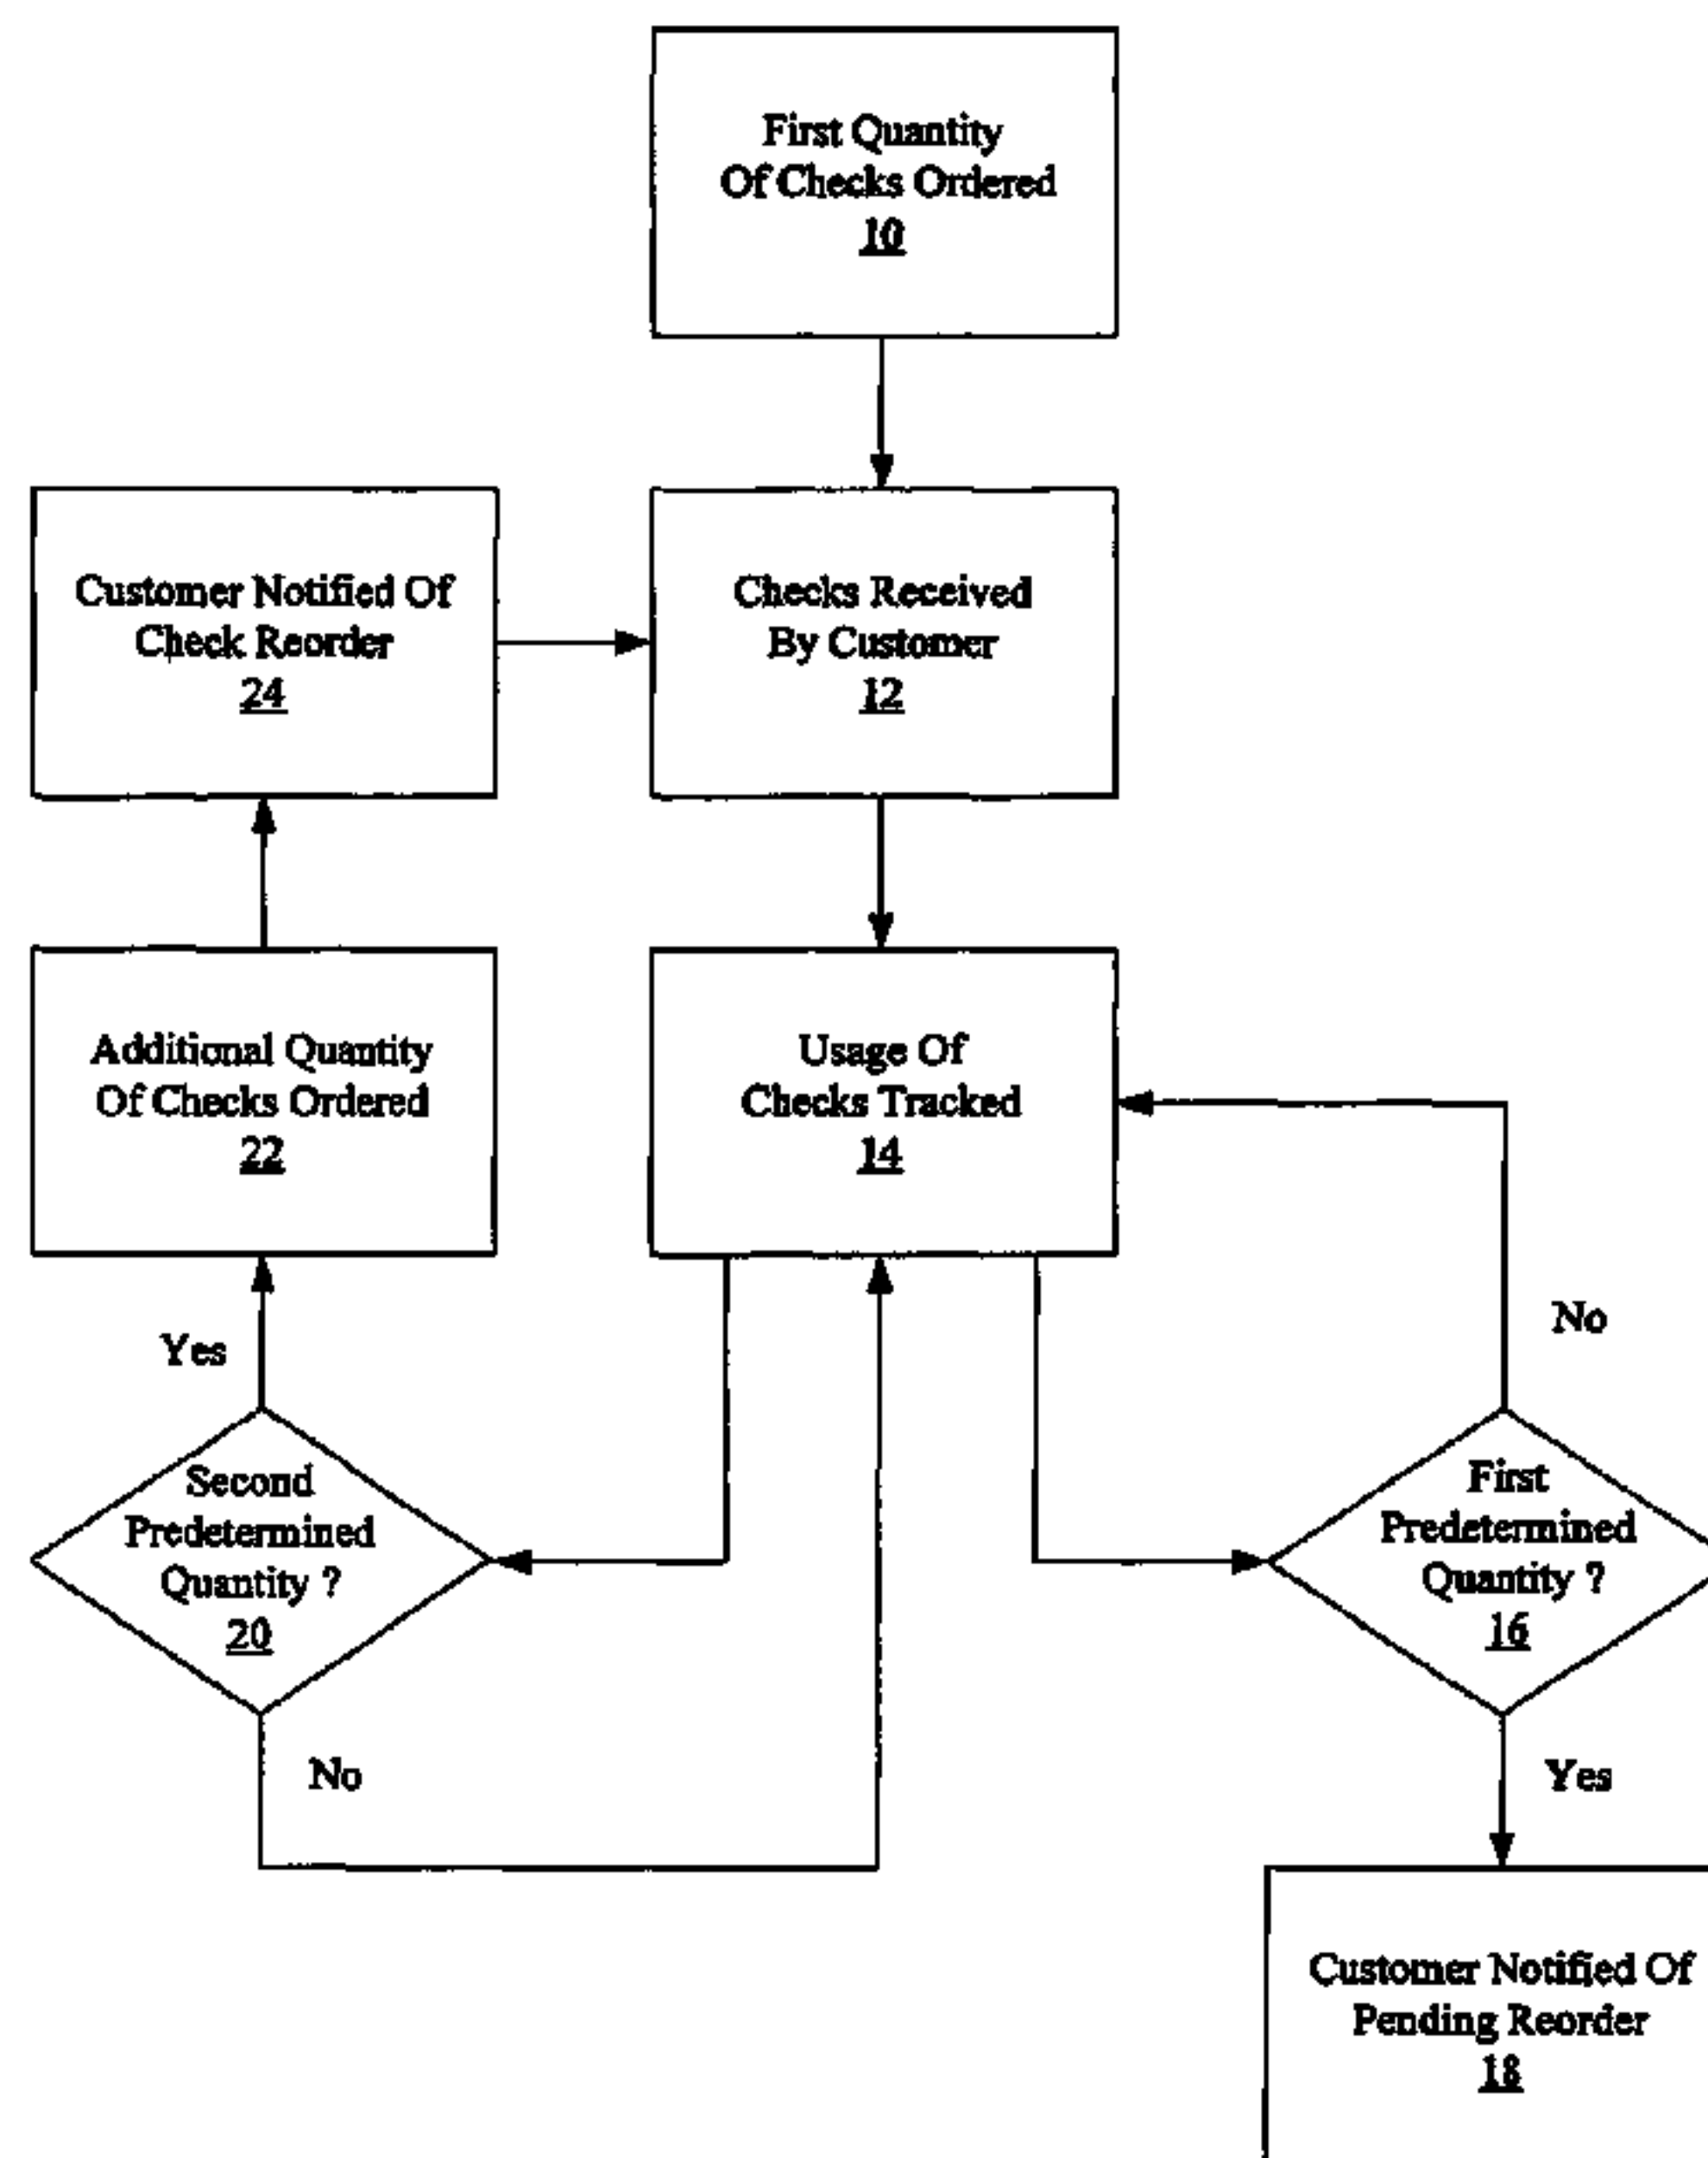 First Quantity
Of Checks Ordered
10
Customer Notified Of
Check Reorder
24
Checks Received
By Customer
12
Additional Quantity
Of Checks Ordered
22
Usage Of
Checks Tracked
14
Yes
No
Second
Predetermined
Quantity ?
20
First
Predetermined
Quantity ?
16
No
Yes
Customer Notified Of
Pending Reorder
18